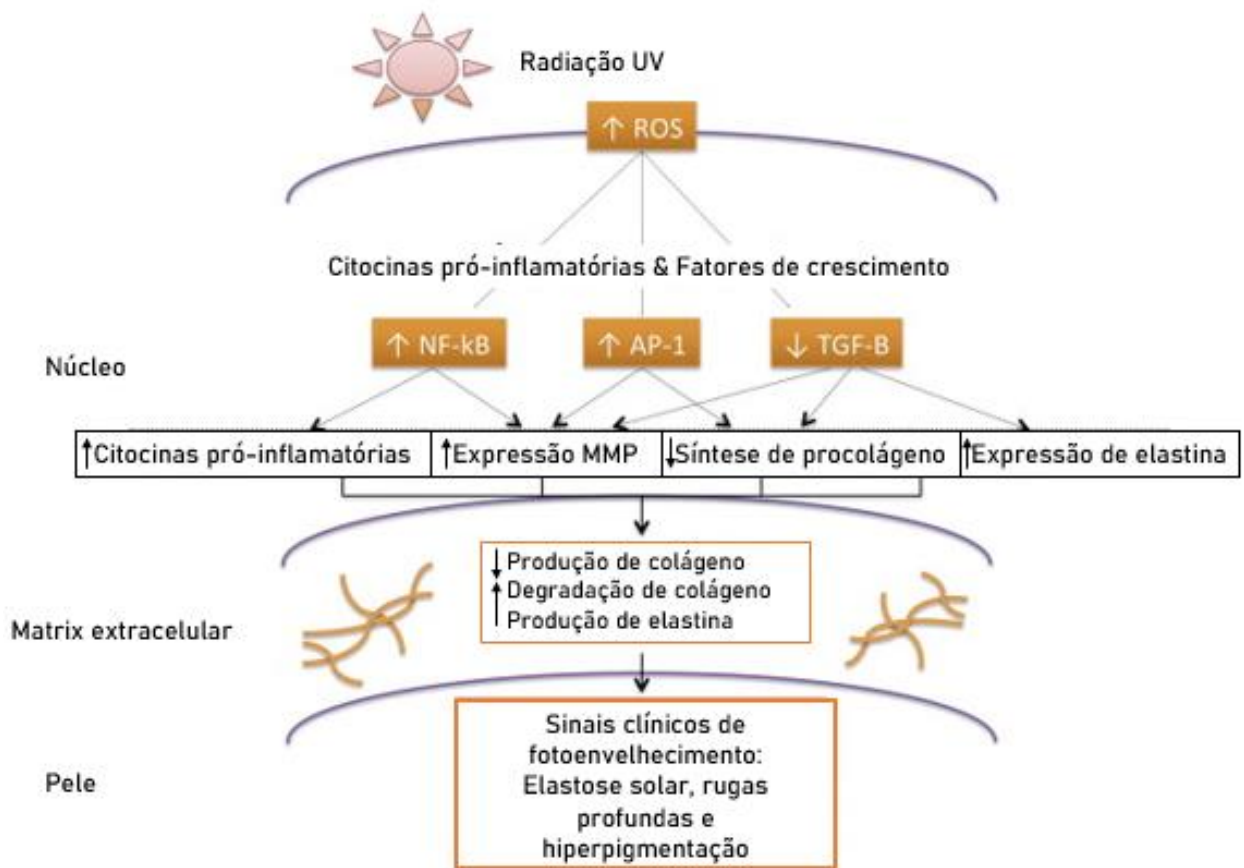 Radiação UV
↑ ROS
Citocinas pró-inflamatórias & Fatores de crescimento
↑ NF-kB
↑ AP-1
↓ TGF-B
Núcleo
↑Citocinas pró-inflamatórias
↑Expressão MMP
↓Síntese de procolágeno
↑Expressão de elastina
↓Produção de colágeno
↑Degradação de colágeno
Produção de elastina
Matrix extracelular
Sinais clínicos de
fotoenvelhecimento:
Elastose solar, rugas
profundas e
hiperpigmentação
Pele